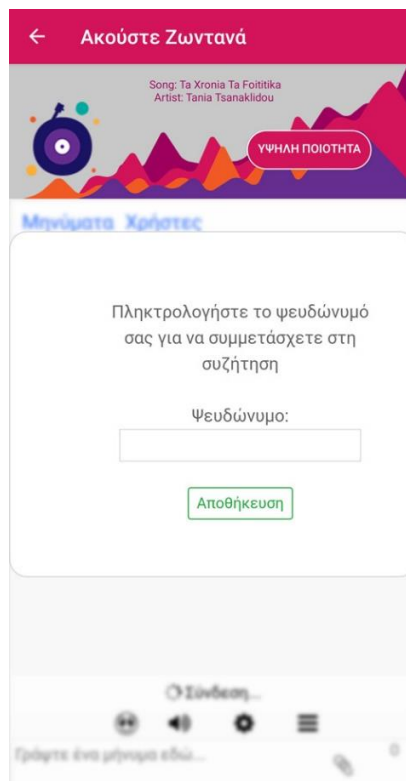 Ακούστε Ζωντανά
Song: Ta Xronia Ta Foititika
Artist: Tania Tsanaklidou
ΥΨΗΛΗ ΠΟΙΟΤΗΤΑ
Μηνύματα Χρήστες
Πληκτρολογήστε το ψευδώνυμό
σας για να συμμετάσχετε στη
συζήτηση
Ψευδώνυμο:
Αποθήκευση
Σύνδεση...
Γράψτε ένα μήνυμα εδώ...
0